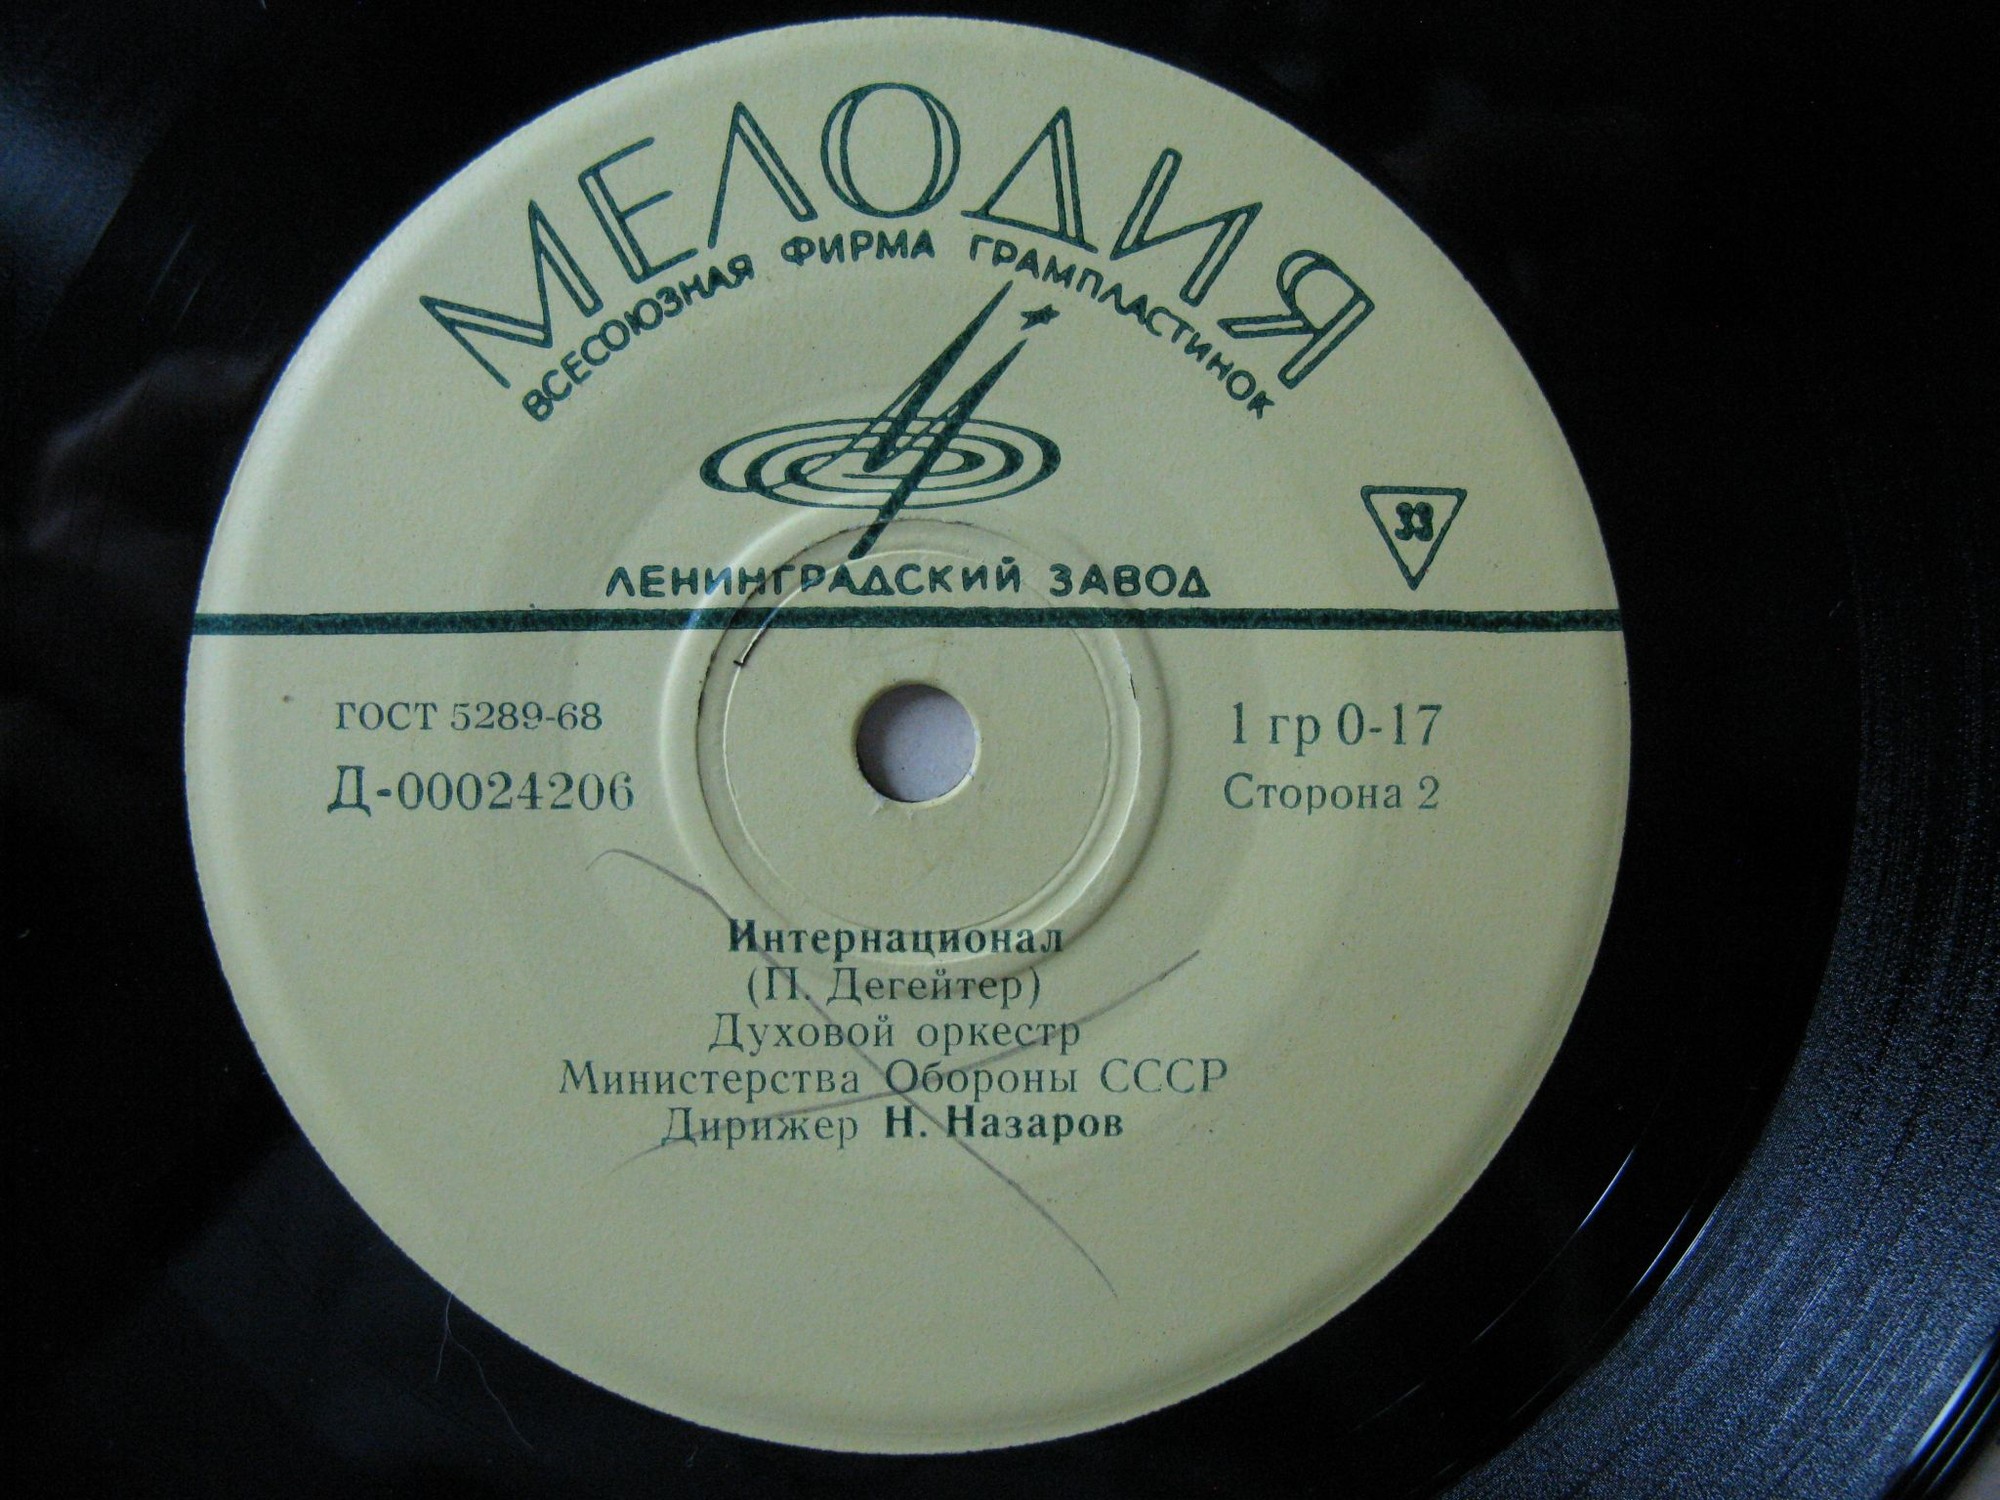 МЕЛОДИЯ
ВСЕСОЮЗНАЯ ФИРМА ГРАМПЛАСТИНОК
33
ЛЕНИНГРАДСКИЙ ЗАВОД
ГОСТ 5289-68
1 гр 0-17
Д-00024206
Сторона 2
Интернационал
(П. Дегейтер)
Духовой оркестр
Министерства Обороны СССР
Дирижер Н. Назаров